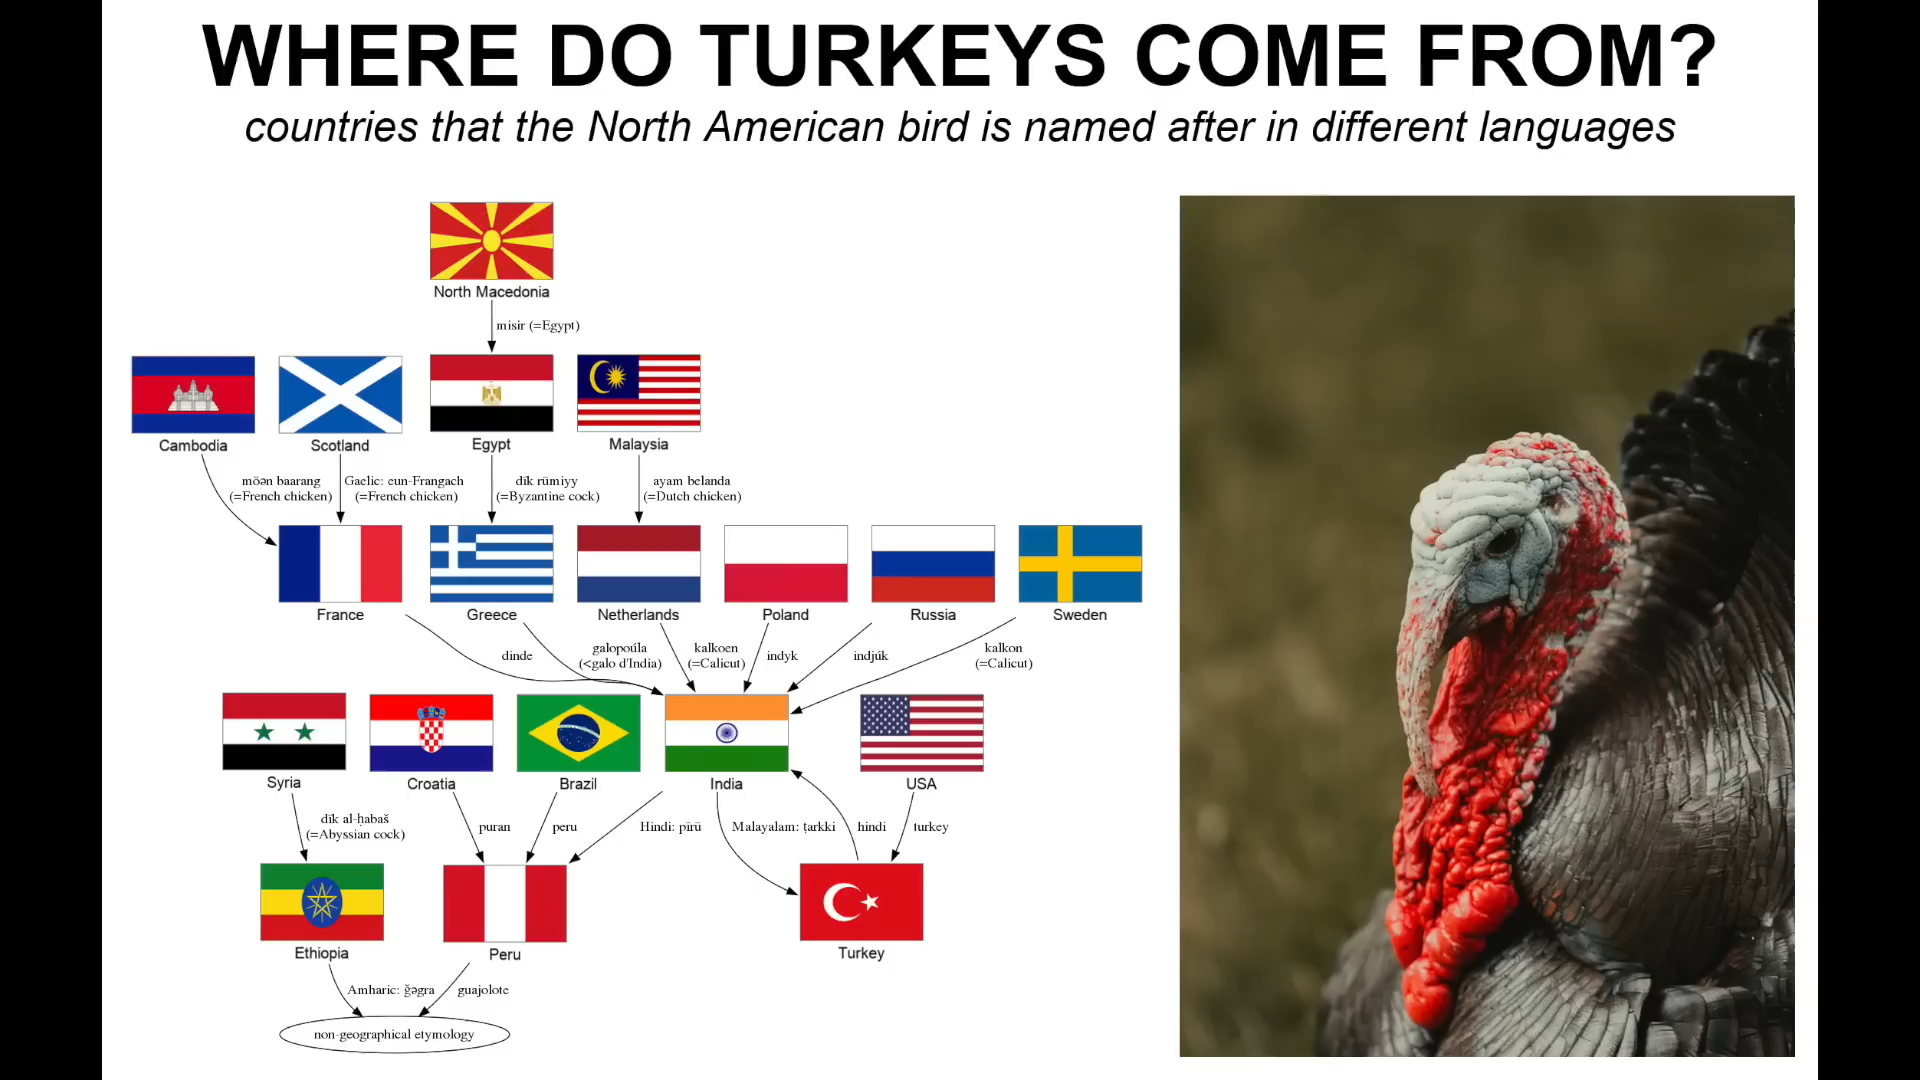 WHERE DO TURKEYS COME FROM?
countries that the North American bird is named after in different languages
North Macedonia
misir (=Egypt)
Cambodia
Scotland
Egypt
Malaysia
mŏən baarang
(=French chicken)
Gaelic: eun-Frangach
(=French chicken)
dīk rūmiyy
(=Byzantine cock)
ayam belanda
(=Dutch chicken)
France
Greece
Netherlands
Poland
Russia
Sweden
dinde
galopoúla
(<galo d'India)
kalkoen
(=Calicut)
indyk
indjúk
kalkon
(=Calicut)
Syria
Croatia
Brazil
India
USA
dīk al-ḥabaš
(=Abyssian cock)
puran
peru
Hindi: pīrū
Malayalam: ṭarkki
hindi
turkey
Ethiopia
Peru
Turkey
Amharic: ğəgra
guajolote
non-geographical etymology